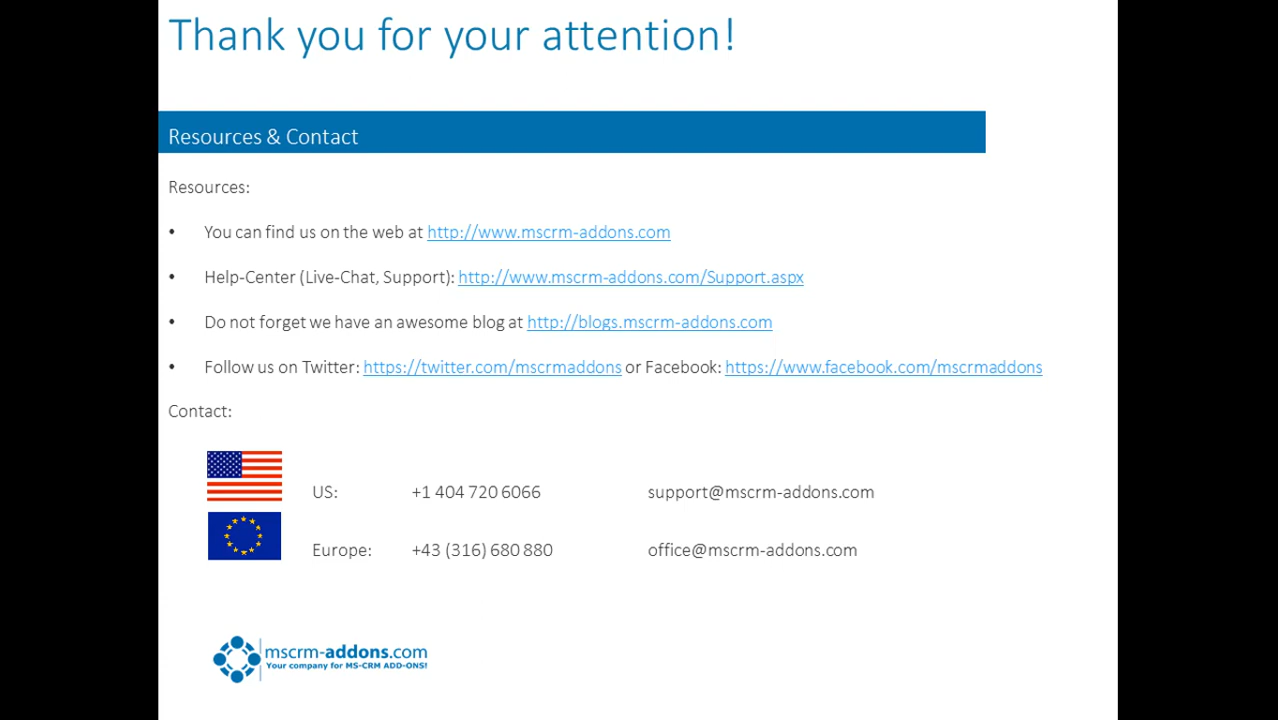 Thank you for your attention!
Resources & Contact
Resources:
• You can find us on the web at http://www.mscrm-addons.com
• Help-Center (Live-Chat, Support): http://www.mscrm-addons.com/Support.aspx
• Do not forget we have an awesome blog at http://blogs.mscrm-addons.com
• Follow us on Twitter: https://twitter.com/mscrmaddons or Facebook: https://www.facebook.com/mscrmaddons
Contact:
US: +1 404 720 6066 support@mscrm-addons.com
Europe: +43 (316) 680 880 office@mscrm-addons.com
mscrm-addons.com
Your company for MS-CRM ADD-ONS!